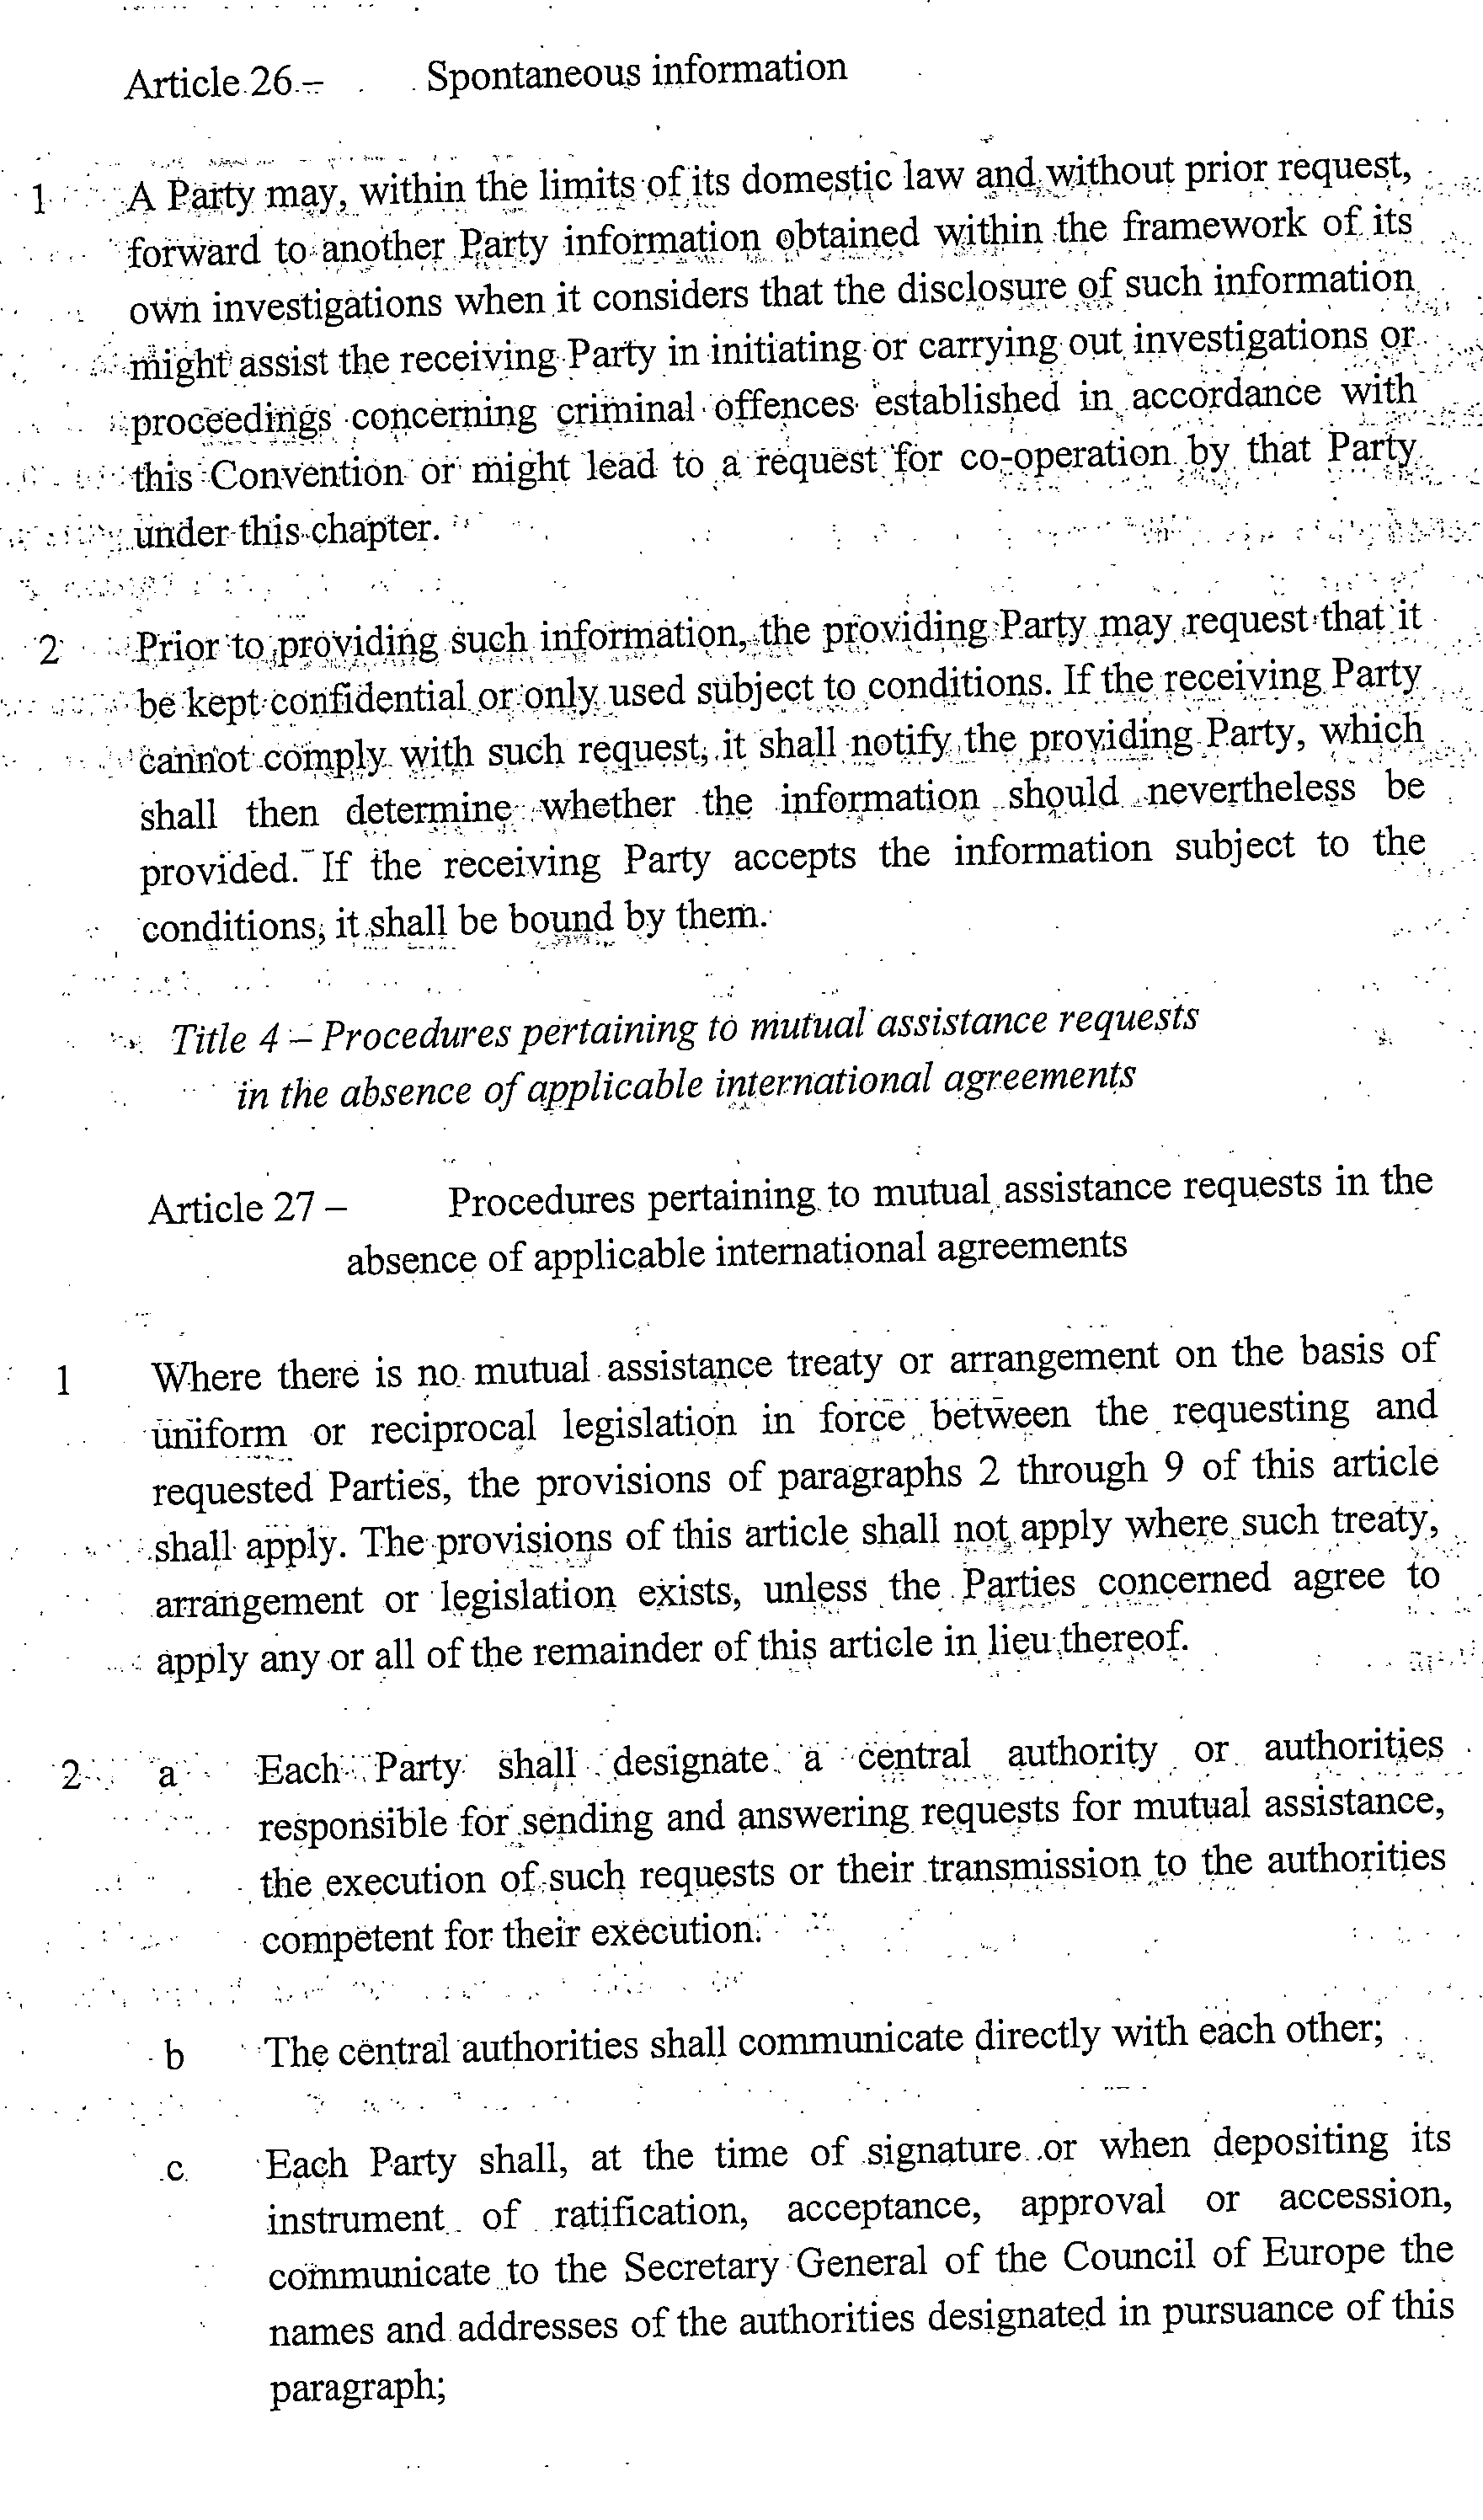 Article 26 – Spontaneous information
1 A Party may, within the limits of its domestic law and without prior request,
forward to another Party information obtained within the framework of its
own investigations when it considers that the disclosure of such information
might assist the receiving Party in initiating or carrying out investigations or
proceedings concerning criminal offences established in accordance with
this Convention or might lead to a request for co-operation by that Party
under this chapter.
2 Prior to providing such information, the providing Party may request that it
be kept confidential or only used subject to conditions. If the receiving Party
cannot comply with such request, it shall notify the providing Party, which
shall then determine whether the information should nevertheless be
provided. If the receiving Party accepts the information subject to the
conditions, it shall be bound by them.
Title 4 – Procedures pertaining to mutual assistance requests
in the absence of applicable international agreements
Article 27 – Procedures pertaining to mutual assistance requests in the
absence of applicable international agreements
1 Where there is no mutual assistance treaty or arrangement on the basis of
uniform or reciprocal legislation in force between the requesting and
requested Parties, the provisions of paragraphs 2 through 9 of this article
shall apply. The provisions of this article shall not apply where such treaty,
arrangement or legislation exists, unless the Parties concerned agree to
apply any or all of the remainder of this article in lieu thereof.
2 a Each Party shall designate a central authority or authorities
responsible for sending and answering requests for mutual assistance,
the execution of such requests or their transmission to the authorities
competent for their execution.
b The central authorities shall communicate directly with each other;
c Each Party shall, at the time of signature or when depositing its
instrument of ratification, acceptance, approval or accession,
communicate to the Secretary General of the Council of Europe the
names and addresses of the authorities designated in pursuance of this
paragraph;